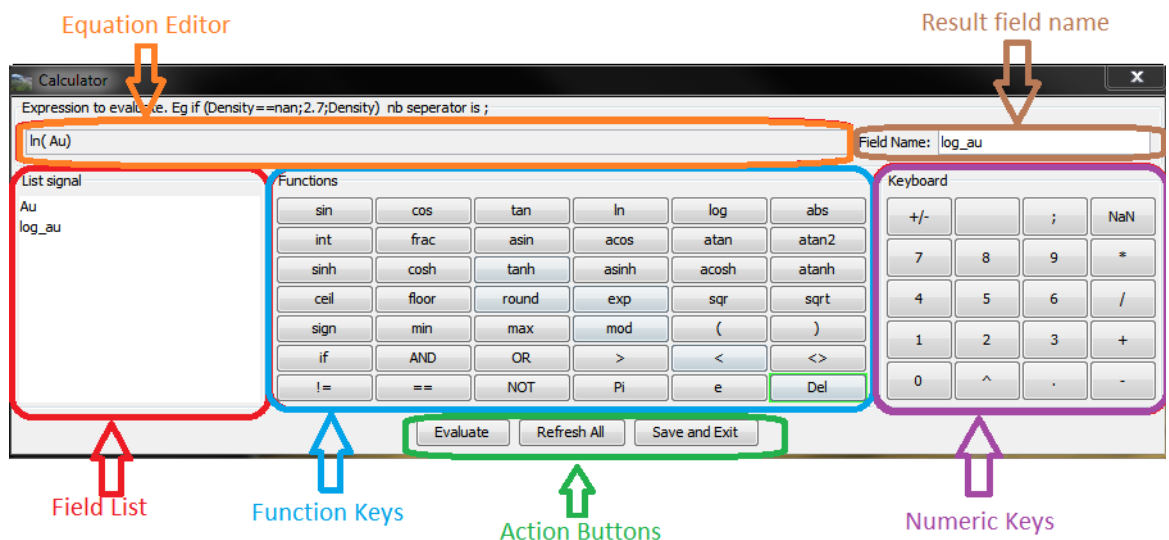 Equation Editor
Result field name
Calculator
x
Expression to evaluate. Eg if (Density==nan;2.7;Density) nb seperator is ;
ln( Au)
Field Name: log_au
List signal
Au
log_au
Functions
sin cos tan ln log abs
int frac asin acos atan atan2
sinh cosh tanh asinh acosh atanh
ceil floor round exp sqr sqrt
sign min max mod ( )
if AND OR > < <>
!= == NOT Pi e Del
Keyboard
+/- ; NaN
7 8 9 *
4 5 6 /
1 2 3 +
0 ^ . -
Evaluate Refresh All Save and Exit
Field List
Function Keys
Action Buttons
Numeric Keys